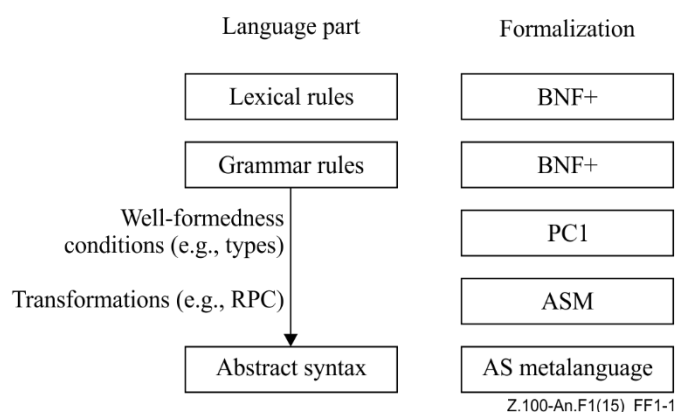 Language part Formalization
Lexical rules BNF+
Grammar rules BNF+
Well-formedness
conditions (e.g., types) PC1
Transformations (e.g., RPC) ASM
Abstract syntax AS metalanguage
Z.100-An.F1(15)_FF1-1